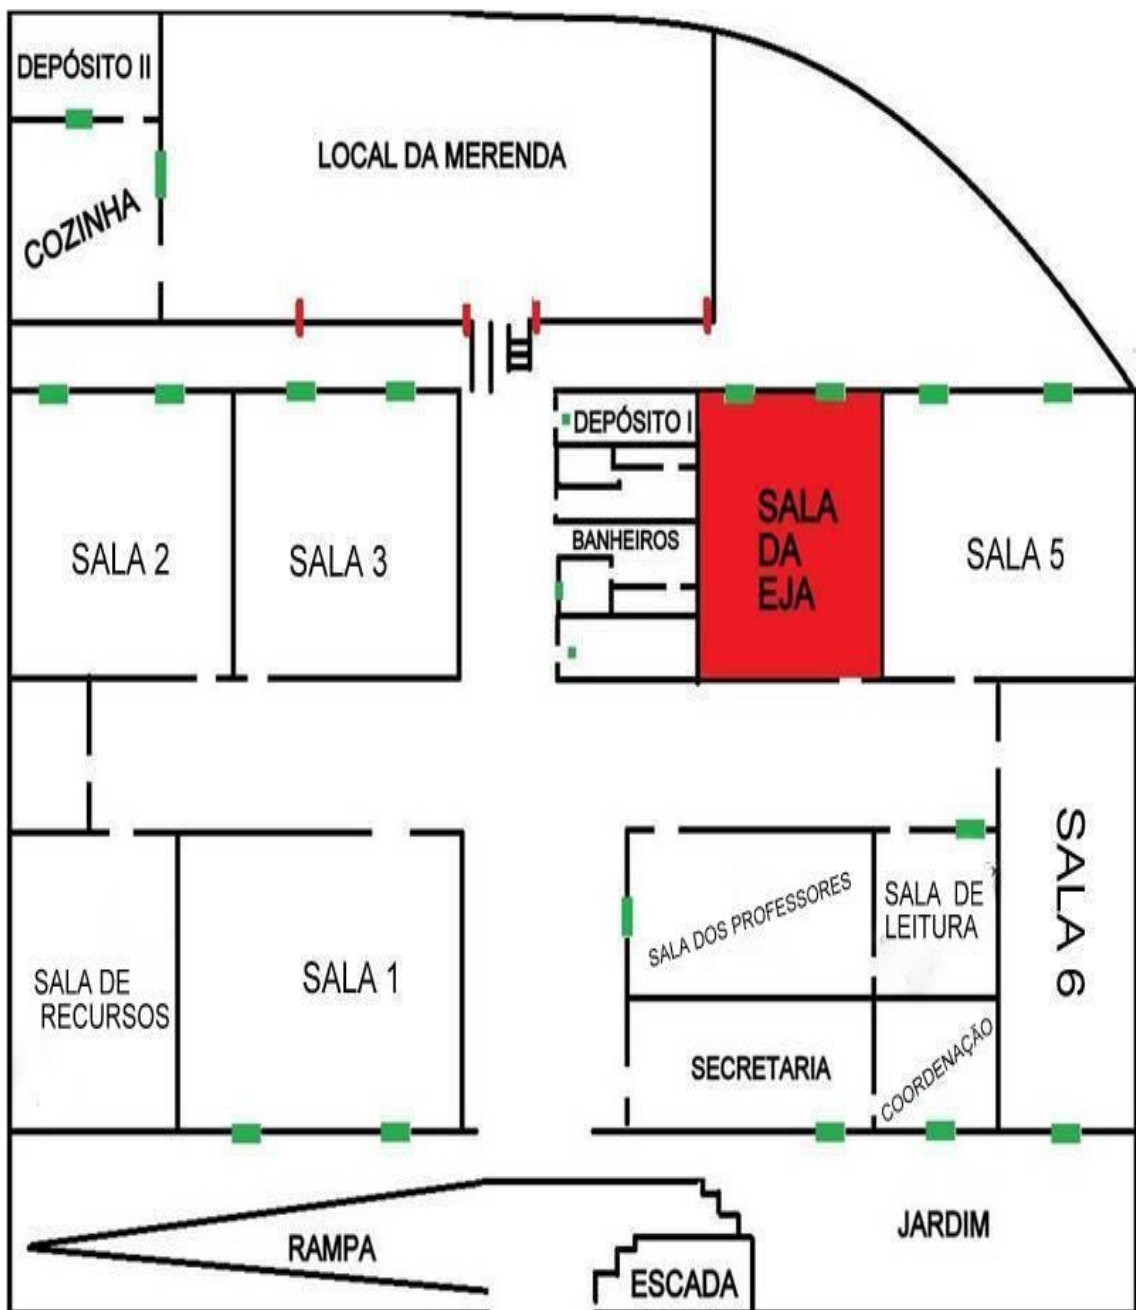 DEPÓSITO II
LOCAL DA MERENDA
COZINHA
DEPÓSITO I
SALA 2
SALA 3
BANHEIROS
SALA
DA
EJA
SALA 5
SALA DE
RECURSOS
SALA 1
SALA DOS PROFESSORES
SALA DE
LEITURA
SALA 6
SECRETARIA
COORDENAÇÃO
RAMPA
ESCADA
JARDIM